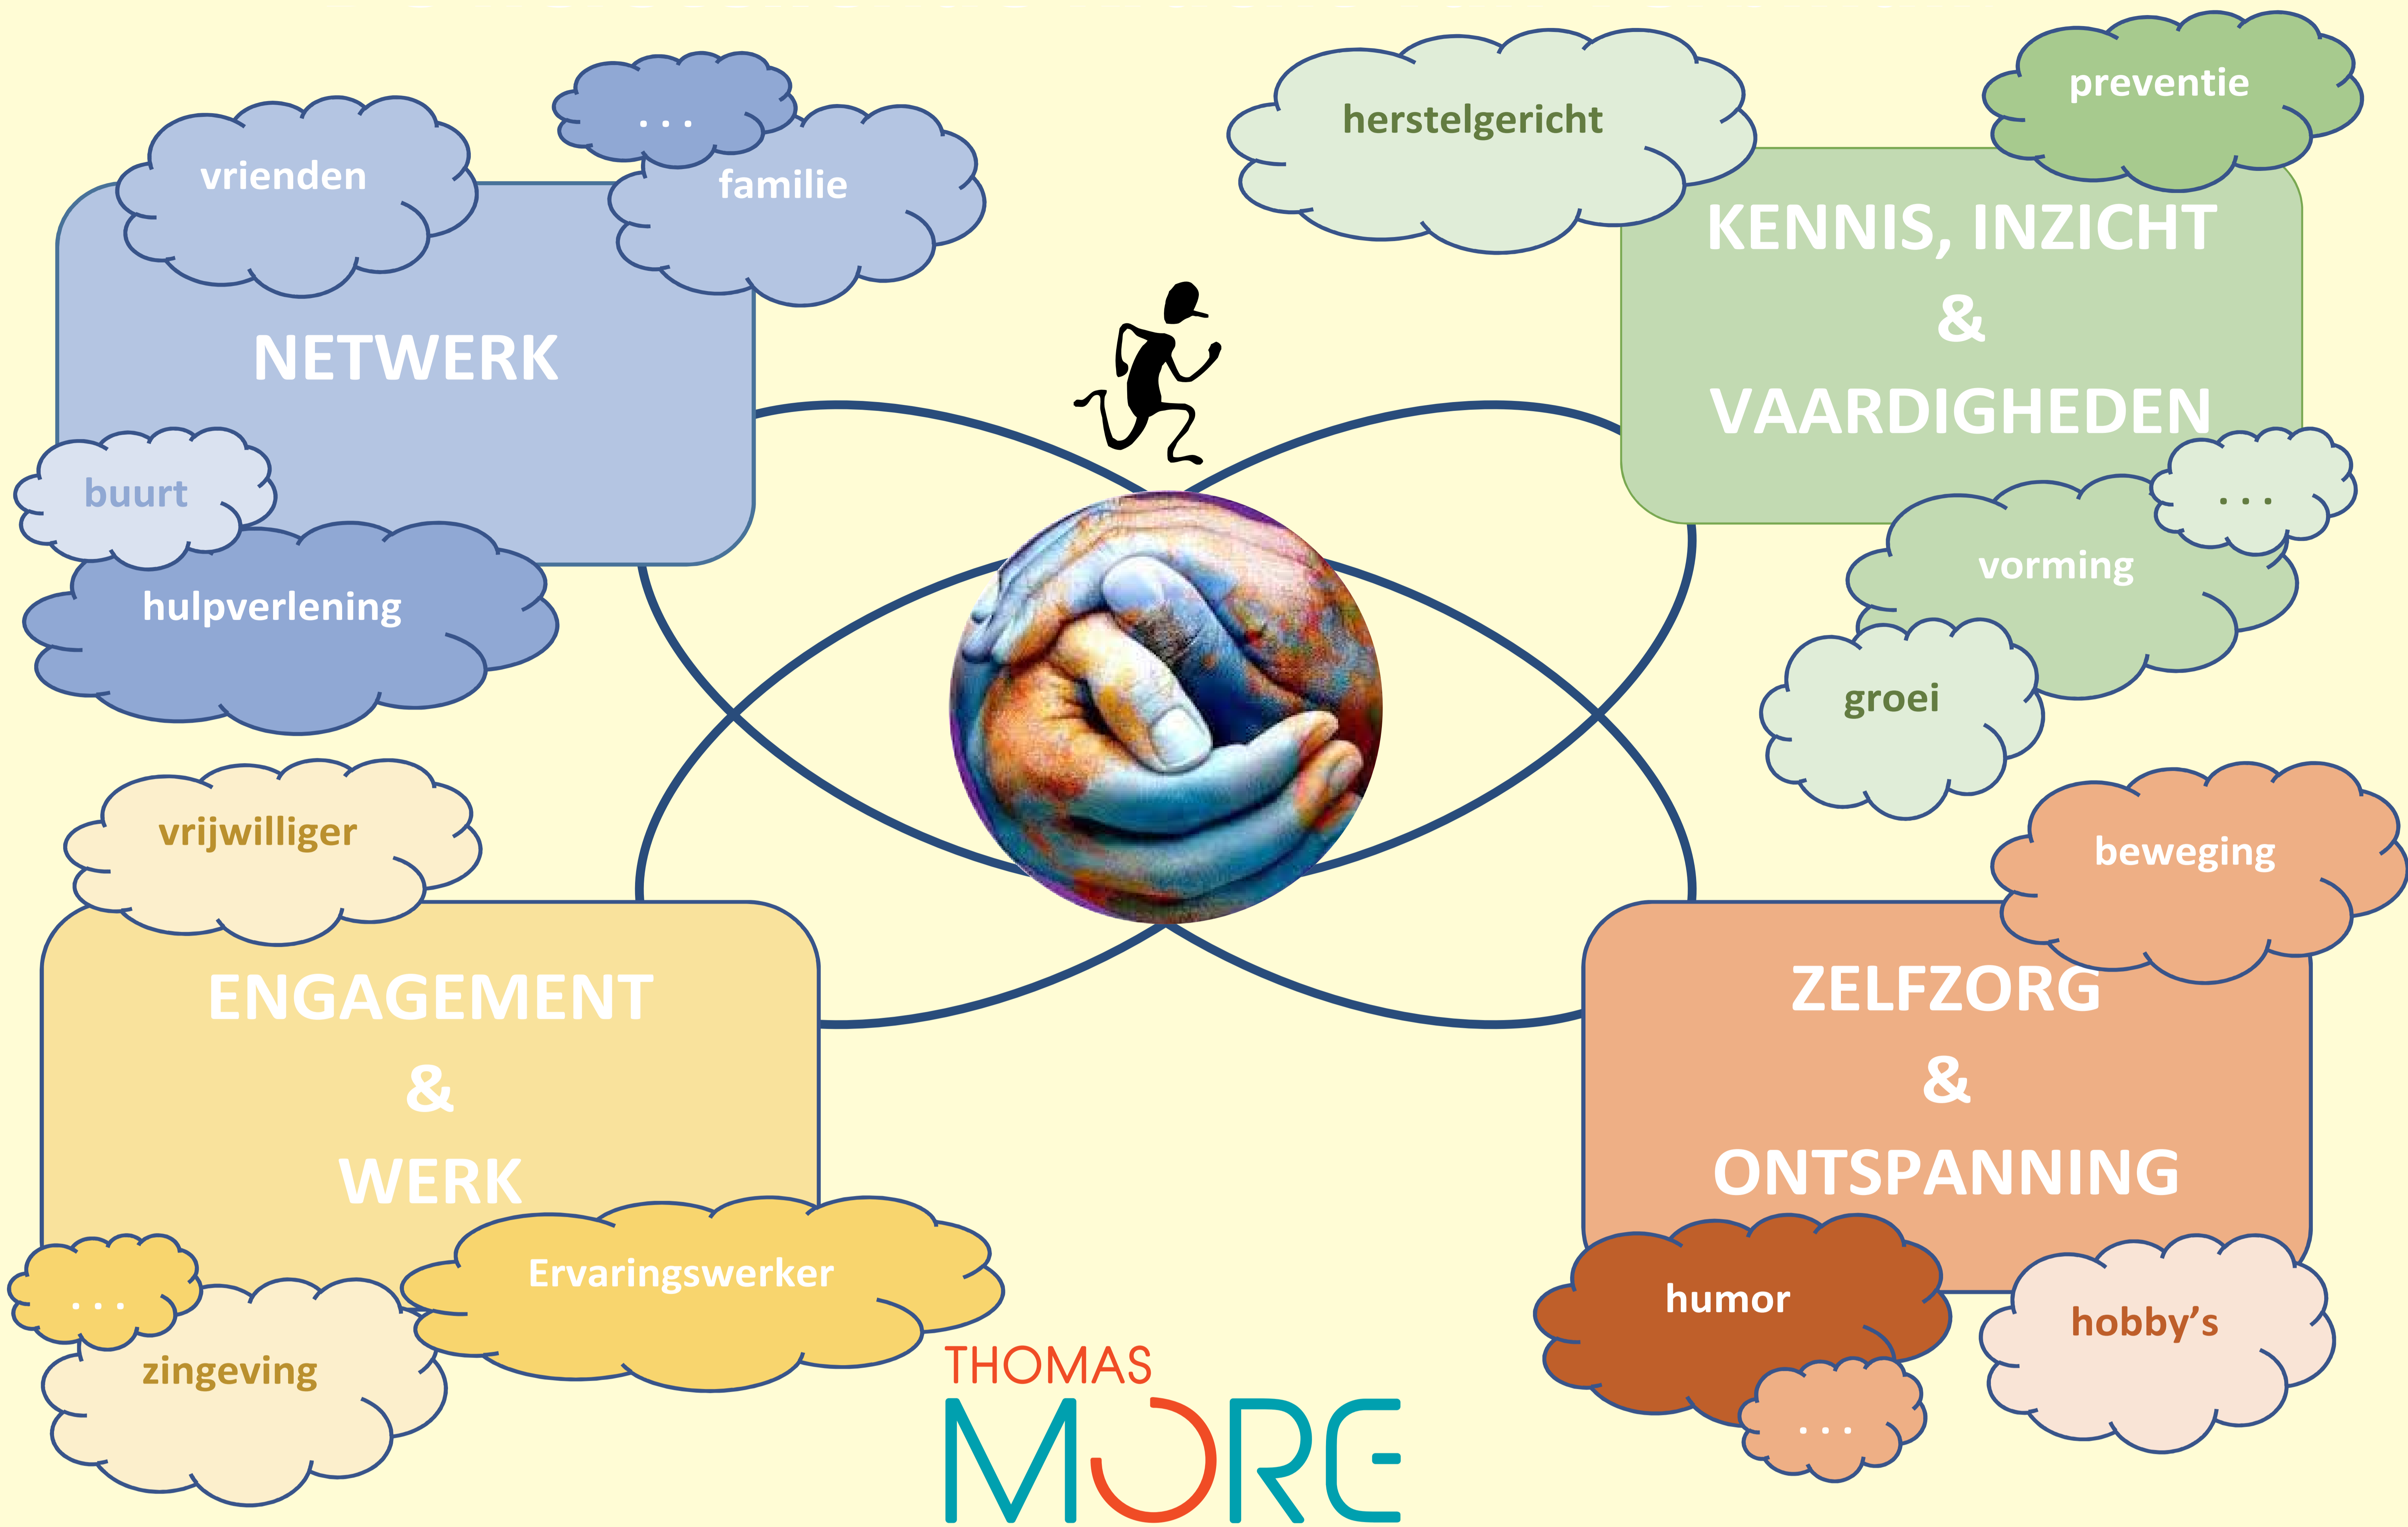 vrienden
. . .
familie
NETWERK
buurt
hulpverlening
herstelgericht
preventie
KENNIS, INZICHT
&
VAARDIGHEDEN
. . .
vorming
groei
vrijwilliger
ENGAGEMENT
&
WERK
. . .
Ervaringswerker
zingeving
beweging
ZELFZORG
&
ONTSPANNING
humor
hobby’s
. . .
THOMAS
MORE